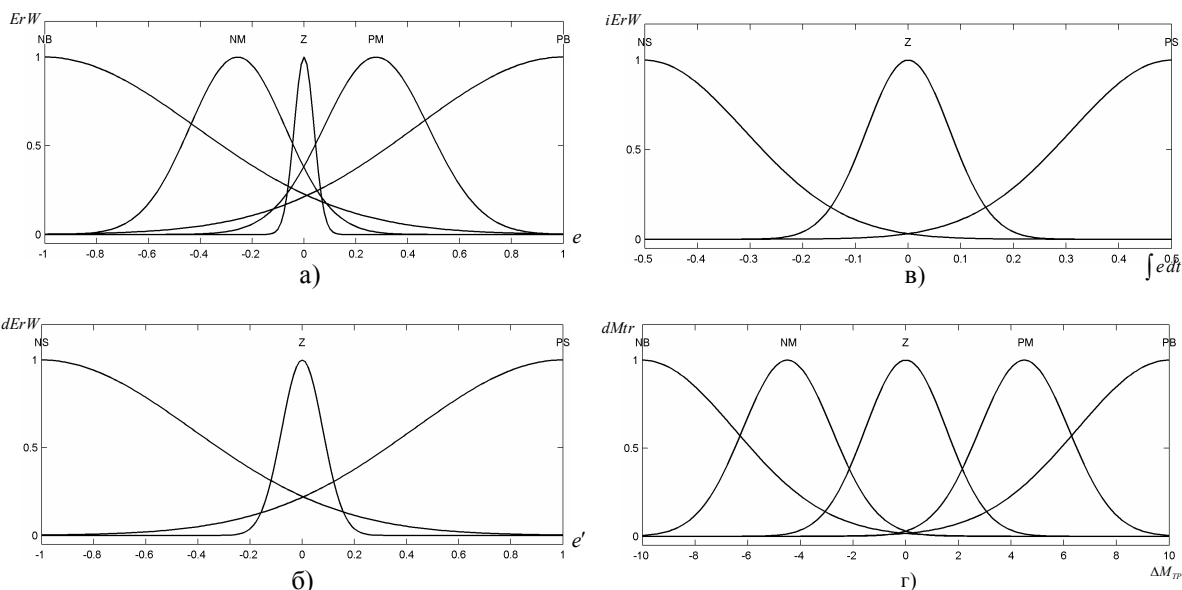 ErW
NB NM Z PM PB
1
0.5
0
-1 -0.8 -0.6 -0.4 -0.2 0 0.2 0.4 0.6 0.8 1
e
а)
iErW
NS Z PS
1
0.5
0
-0.5 -0.4 -0.3 -0.2 -0.1 0 0.1 0.2 0.3 0.4 0.5
∫ e dt
в)
dErW
NS Z PS
1
0.5
0
-1 -0.8 -0.6 -0.4 -0.2 0 0.2 0.4 0.6 0.8 1
e′
б)
dMtr
NB NM Z PM PB
1
0.5
0
-10 -8 -6 -4 -2 0 2 4 6 8 10
ΔM_TP
г)